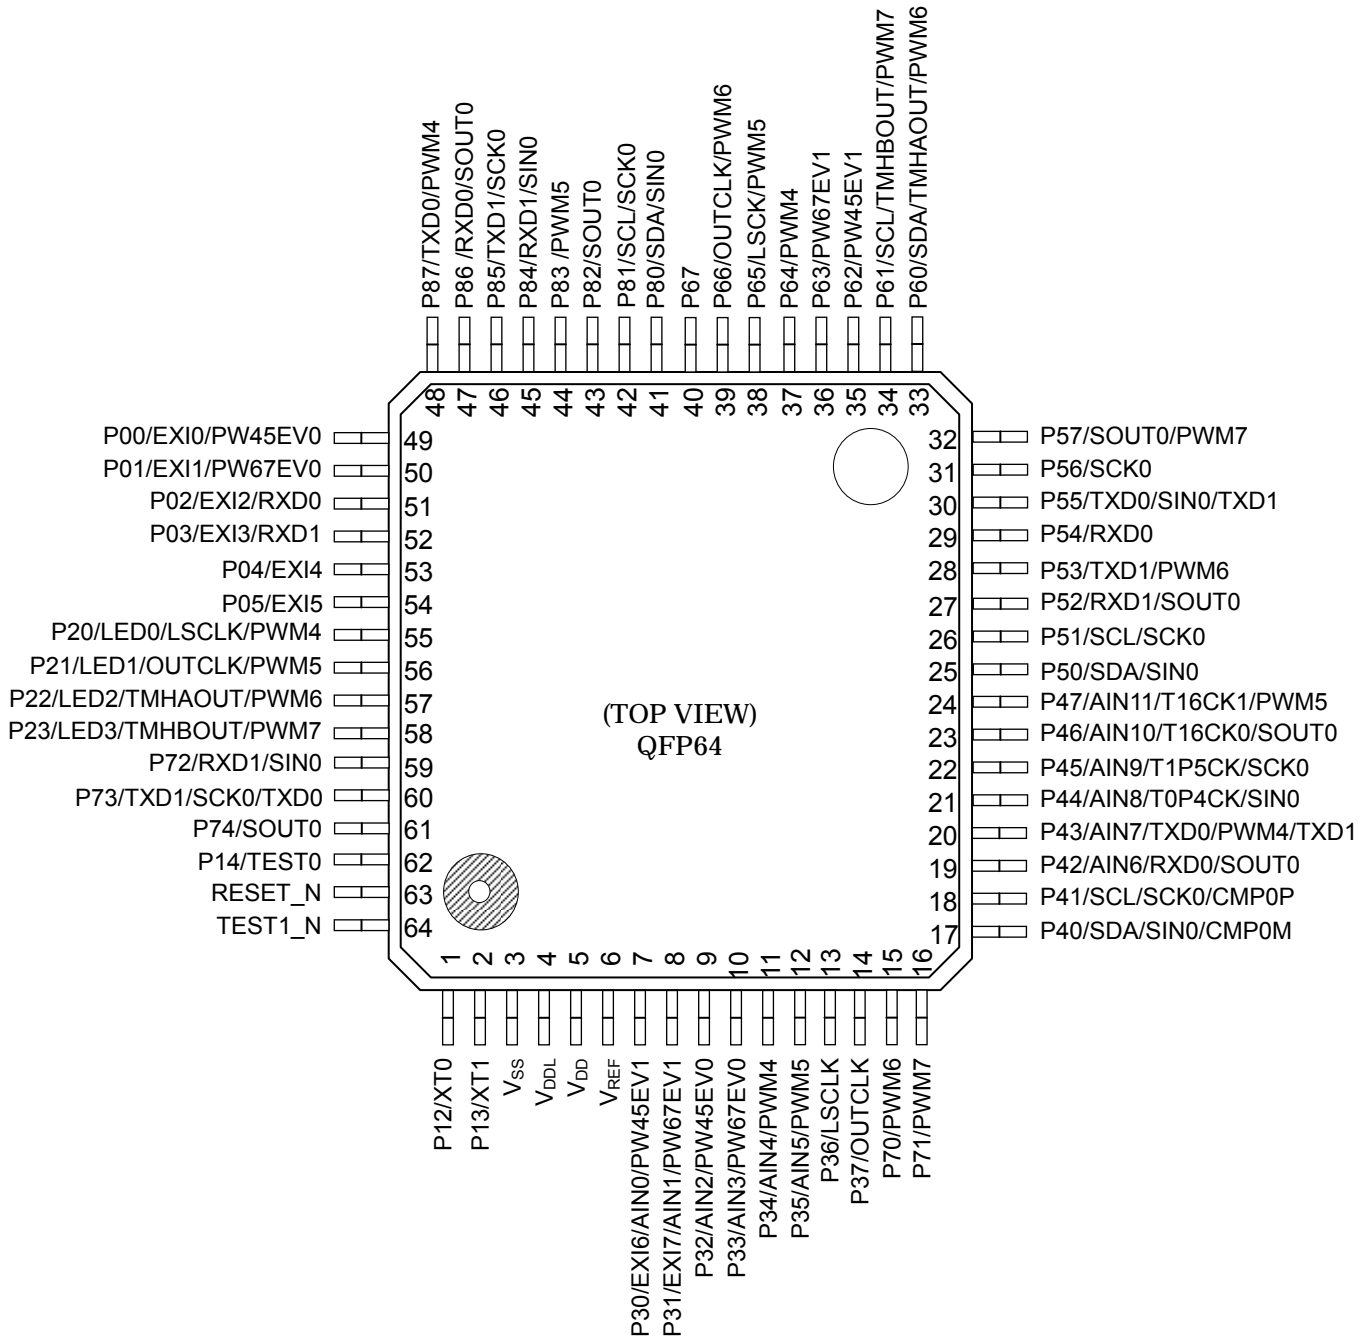 P87/TXD0/PWM4
P86 /RXD0/SOUT0
P85/TXD1/SCK0
P84/RXD1/SIN0
P83 /PWM5
P82/SOUT0
P81/SCL/SCK0
P80/SDA/SIN0
P67
P66/OUTCLK/PWM6
P65/LSCK/PWM5
P64/PWM4
P63/PW67EV1
P62/PW45EV1
P61/SCL/TMHBOUT/PWM7
P60/SDA/TMHAOUT/PWM6
48
47
46
45
44
43
42
41
40
39
38
37
36
35
34
33
P00/EXI0/PW45EV0 49
P01/EXI1/PW67EV0 50
P02/EXI2/RXD0 51
P03/EXI3/RXD1 52
P04/EXI4 53
P05/EXI5 54
P20/LED0/LSCLK/PWM4 55
P21/LED1/OUTCLK/PWM5 56
P22/LED2/TMHAOUT/PWM6 57
P23/LED3/TMHBOUT/PWM7 58
P72/RXD1/SIN0 59
P73/TXD1/SCK0/TXD0 60
P74/SOUT0 61
P14/TEST0 62
RESET_N 63
TEST1_N 64
(TOP VIEW)
QFP64
32 P57/SOUT0/PWM7
31 P56/SCK0
30 P55/TXD0/SIN0/TXD1
29 P54/RXD0
28 P53/TXD1/PWM6
27 P52/RXD1/SOUT0
26 P51/SCL/SCK0
25 P50/SDA/SIN0
24 P47/AIN11/T16CK1/PWM5
23 P46/AIN10/T16CK0/SOUT0
22 P45/AIN9/T1P5CK/SCK0
21 P44/AIN8/T0P4CK/SIN0
20 P43/AIN7/TXD0/PWM4/TXD1
19 P42/AIN6/RXD0/SOUT0
18 P41/SCL/SCK0/CMP0P
17 P40/SDA/SIN0/CMP0M
1
2
3
4
5
6
7
8
9
10
11
12
13
14
15
16
P12/XT0
P13/XT1
VSS
VDDL
VDD
VREF
P30/EXI6/AIN0/PW45EV1
P31/EXI7/AIN1/PW67EV1
P32/AIN2/PW45EV0
P33/AIN3/PW67EV0
P34/AIN4/PWM4
P35/AIN5/PWM5
P36/LSCLK
P37/OUTCLK
P70/PWM6
P71/PWM7